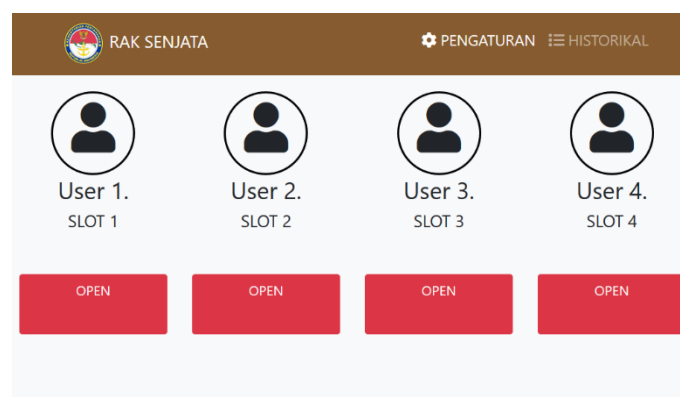 RAK SENJATA
PENGATURAN HISTORIKAL
User 1. User 2. User 3. User 4.
SLOT 1 SLOT 2 SLOT 3 SLOT 4
OPEN OPEN OPEN OPEN